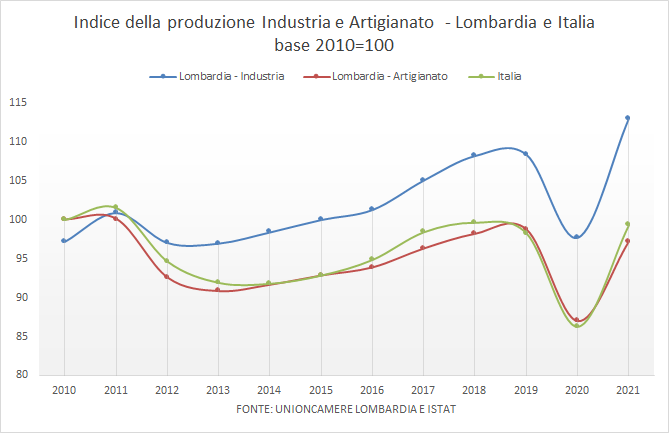 Indice della produzione Industria e Artigianato - Lombardia e Italia
base 2010=100
Lombardia - Industria Lombardia - Artigianato Italia
115
110
105
100
95
90
85
80
2010 2011 2012 2013 2014 2015 2016 2017 2018 2019 2020 2021
FONTE: UNIONCAMERE LOMBARDIA E ISTAT